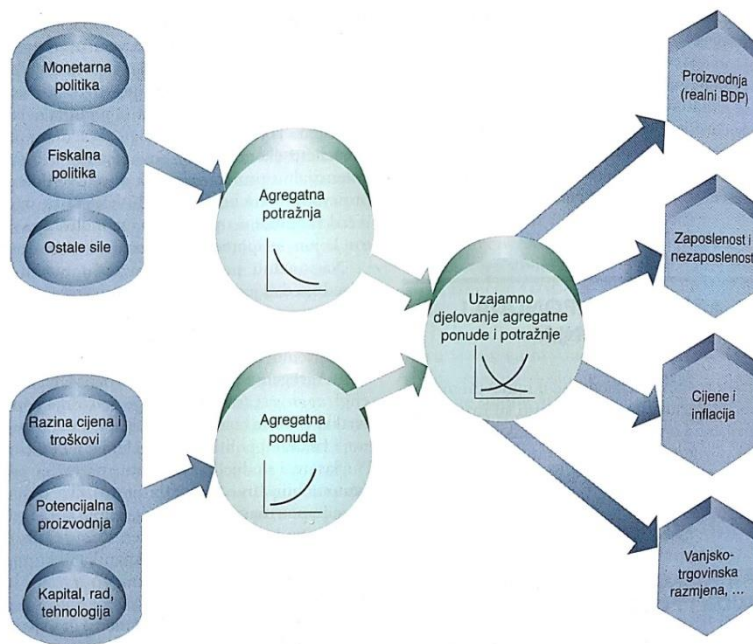 Monetarna
politika
Fiskalna
politika
Ostale sile
Agregatna
potražnja
Razina cijena i
troškovi
Potencijalna
proizvodnja
Kapital, rad,
tehnologija
Agregatna
ponuda
Uzajamno
djelovanje agregatne
ponude i potražnje
Proizvodnja
(realni BDP)
Zaposlenost i
nezaposlenost
Cijene i
inflacija
Vanjsko-
trgovinska
razmjena, ...